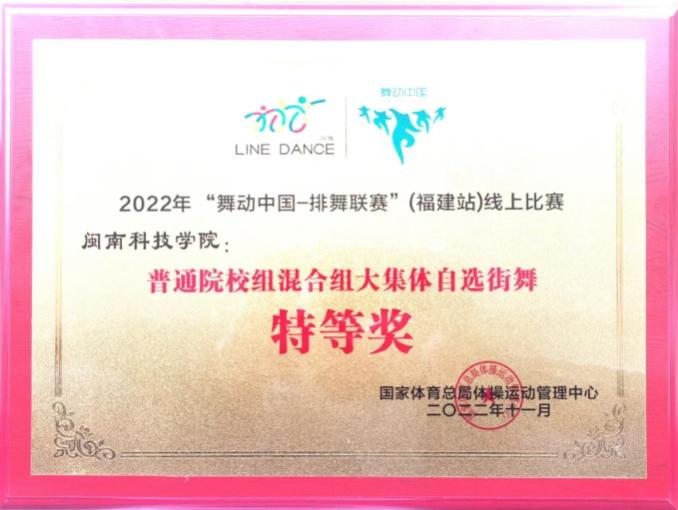 舞动中国
LINE DANCE
2022年“舞动中国-排舞联赛”(福建站)线上比赛
闽南科技学院：
普通院校组混合组大集体自选街舞
特等奖
国家体育总局体操运动管理中心
二〇二二年十一月